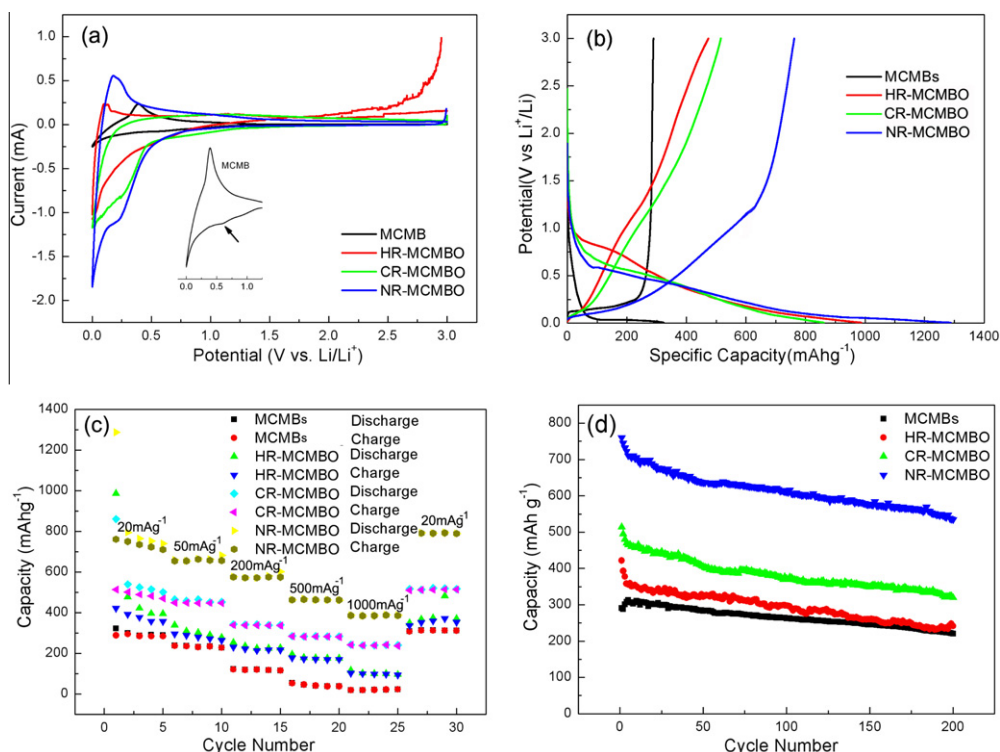 (a)
1.0
0.5
0.0
-0.5
-1.0
-1.5
-2.0
Current (mA)
MCMB
0.0 0.5 1.0
MCMB
HR-MCMBO
CR-MCMBO
NR-MCMBO
0.0 0.5 1.0 1.5 2.0 2.5 3.0
Potential (V vs. Li/Li⁺)
(b)
3.0
2.5
2.0
1.5
1.0
0.5
0.0
Potential(V vs Li⁺/Li)
MCMBs
HR-MCMBO
CR-MCMBO
NR-MCMBO
0 200 400 600 800 1000 1200 1400
Specific Capacity(mAhg⁻¹)
(c)
1400
1200
1000
800
600
400
200
0
Capacity (mAhg⁻¹)
MCMBs Discharge
MCMBs Charge
HR-MCMBO Discharge
HR-MCMBO Charge
CR-MCMBO Discharge
CR-MCMBO Charge
NR-MCMBO Discharge
NR-MCMBO Charge
20mAg⁻¹
50mAg⁻¹
200mAg⁻¹
500mAg⁻¹
1000mAg⁻¹
20mAg⁻¹
0 5 10 15 20 25 30
Cycle Number
(d)
800
700
600
500
400
300
200
100
0
Capacity (mAh g⁻¹)
MCMBs
HR-MCMBO
CR-MCMBO
NR-MCMBO
0 50 100 150 200
Cycle Number